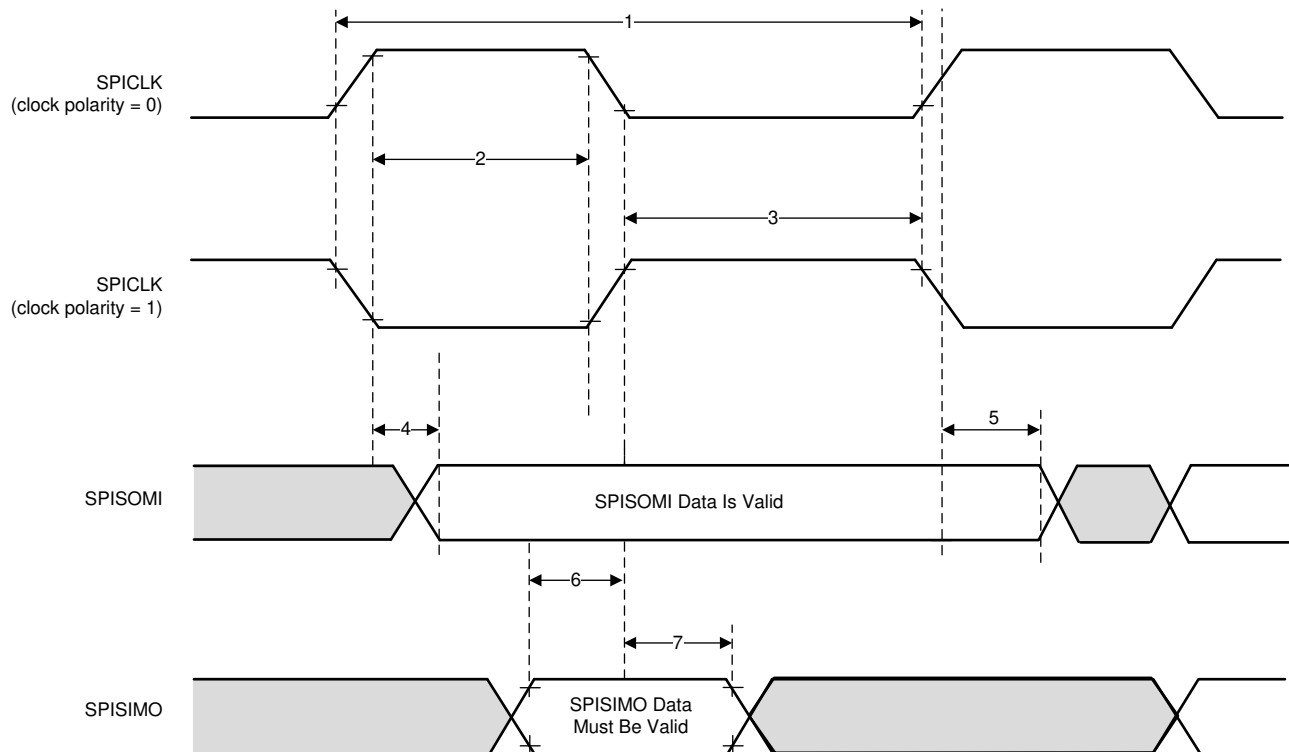 1
SPICLK
(clock polarity = 0)
2
3
SPICLK
(clock polarity = 1)
4
5
SPISOMI
SPISOMI Data Is Valid
6
7
SPISIMO
SPISIMO Data
Must Be Valid